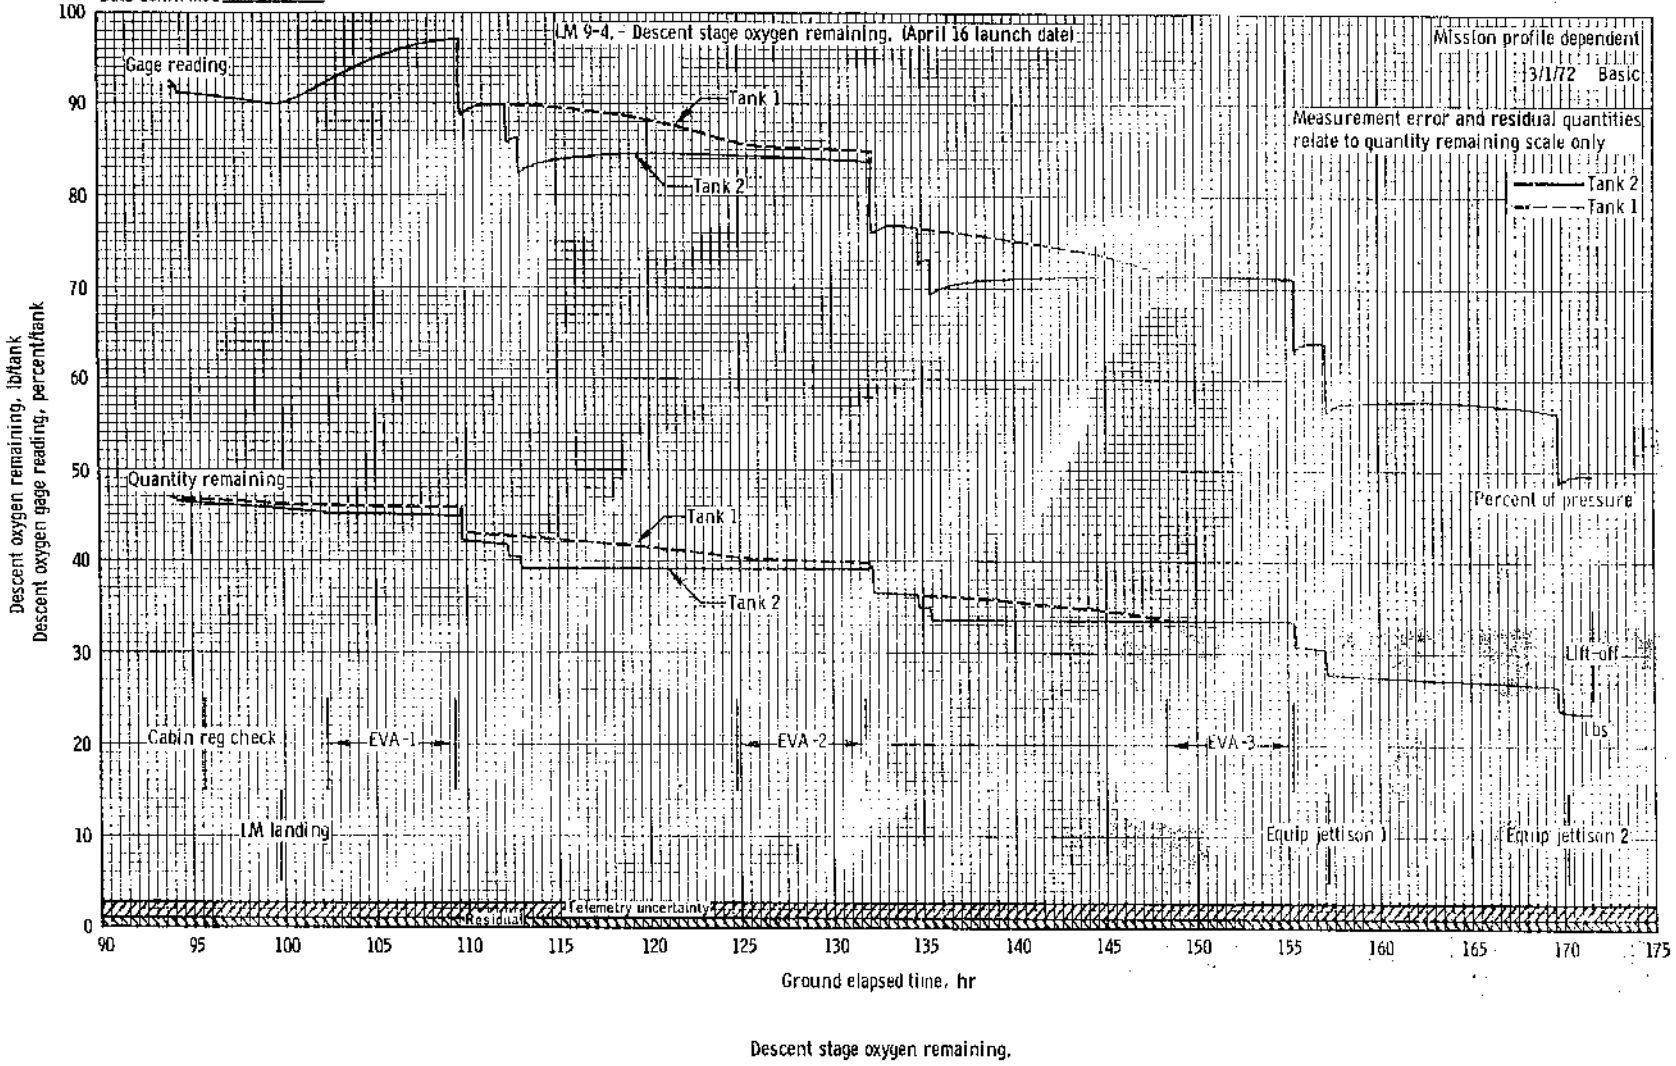 LM 9-4. - Descent stage oxygen remaining. (April 16 launch date)
Mission profile dependent
3/1/72 Basic
Measurement error and residual quantities
relate to quantity remaining scale only
Tank 2
Tank 1
Gage reading
Tank 1
Tank 2
Quantity remaining
Tank 1
Tank 2
Percent of pressure
Lift-off
lbs
Cabin reg check
EVA-1
EVA-2
EVA-3
LM landing
Equip jettison 1
Equip jettison 2
Telemetry uncertainty
Residual
Descent oxygen remaining, lb/tank
Descent oxygen gage reading, percent/tank
100
90
80
70
60
50
40
30
20
10
0
90 95 100 105 110 115 120 125 130 135 140 145 150 155 160 165 170 175
Ground elapsed time, hr
Descent stage oxygen remaining.